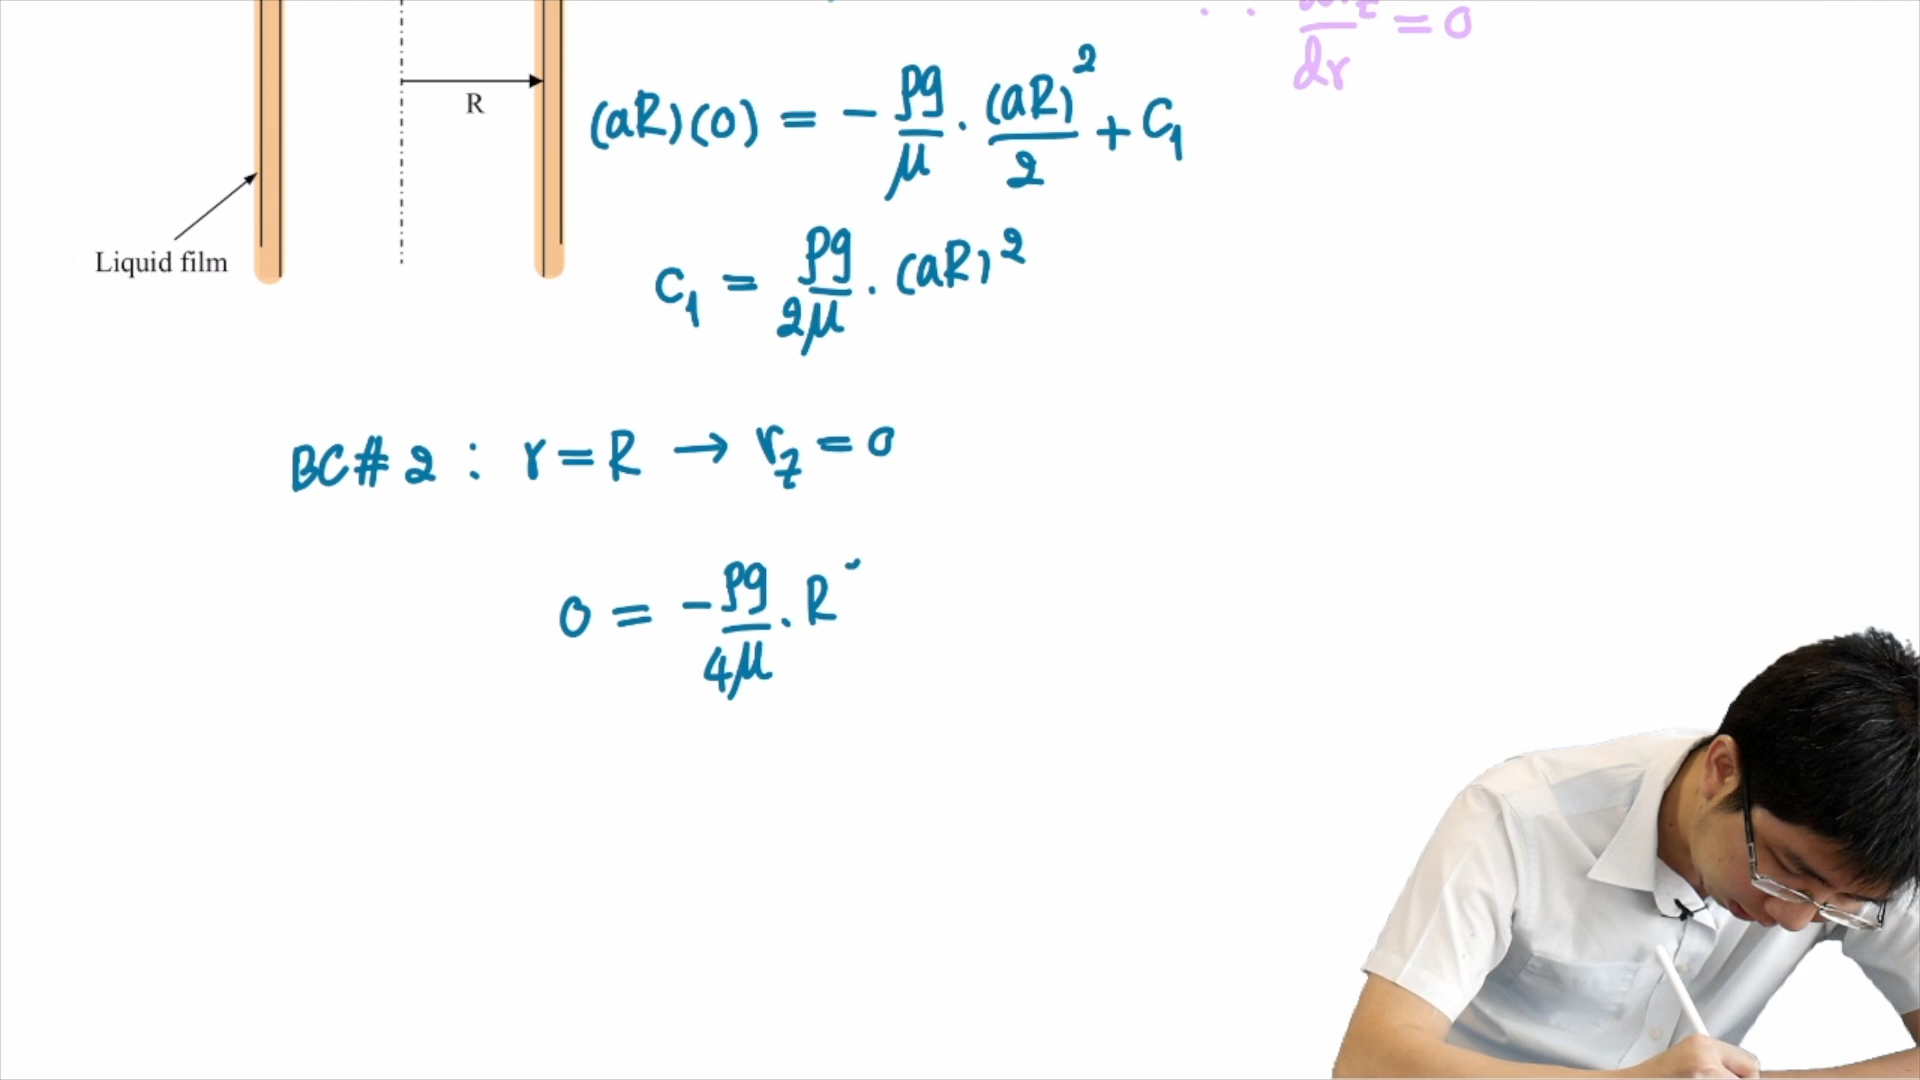 ∴ dv_z/dr = 0
R
(aR)(0) = - ρg/μ · (aR)²/2 + C₁
Liquid film
C₁ = ρg/2μ · (aR)²
BC# 2 : r = R → v_z = 0
0 = - ρg/4μ · R